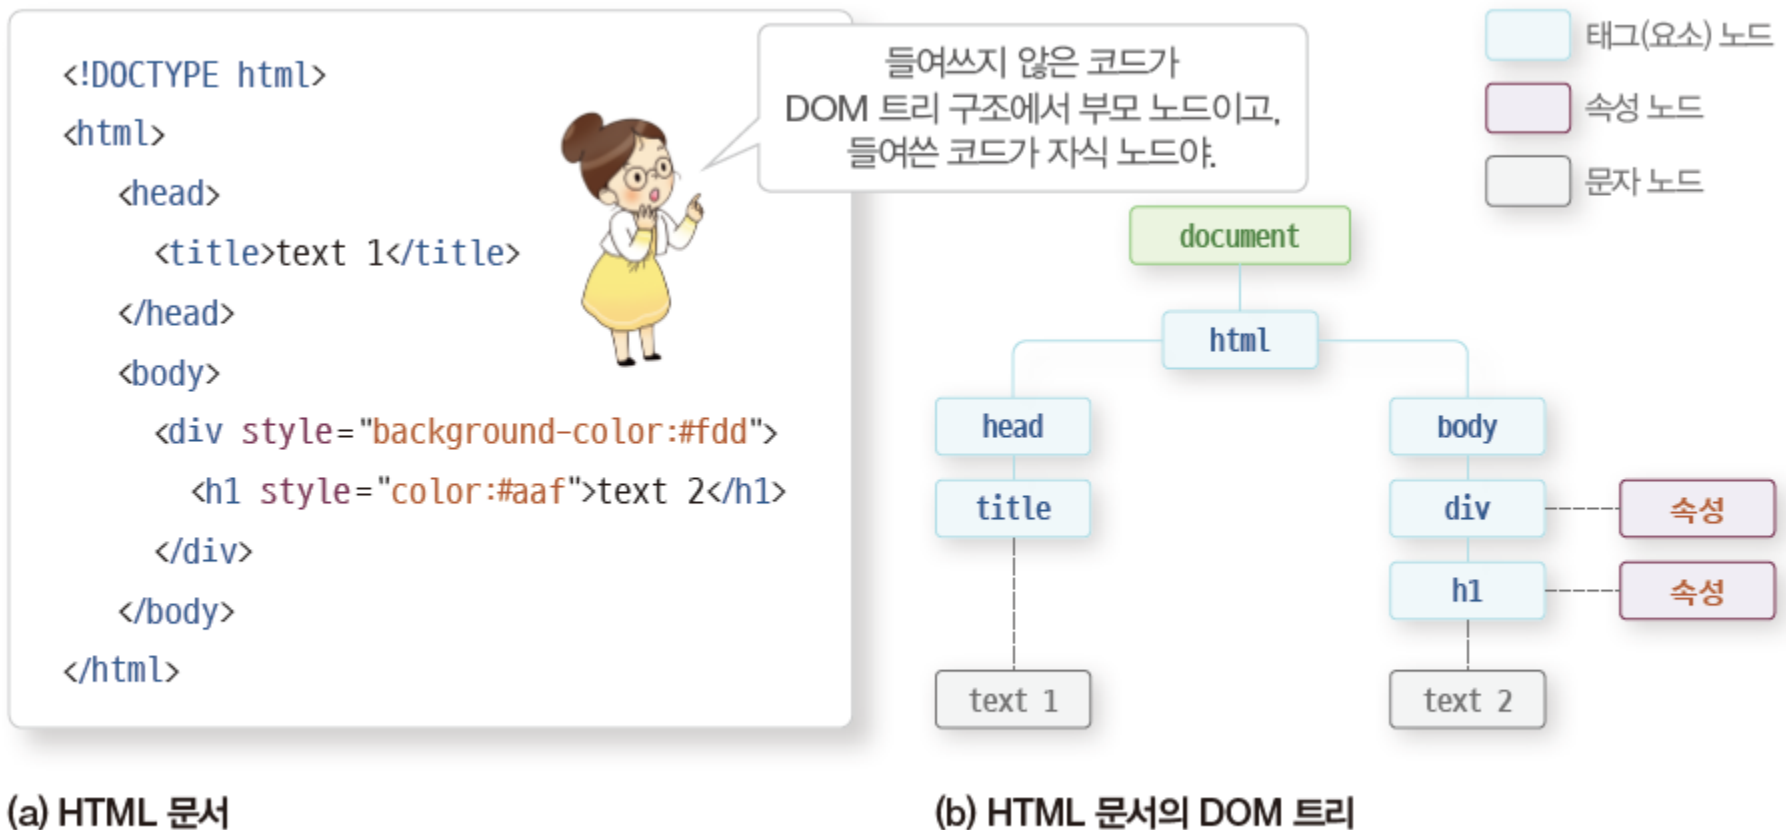 <!DOCTYPE html>
<html>
<head>
<title>text 1</title>
</head>
<body>
<div style="background-color:#fdd">
<h1 style="color:#aaf">text 2</h1>
</div>
</body>
</html>
들여쓰지 않은 코드가
DOM 트리 구조에서 부모 노드이고,
들여쓴 코드가 자식 노드야.
태그(요소) 노드
속성 노드
문자 노드
document
html
head
body
title
div
속성
h1
속성
text 1
text 2
(a) HTML 문서
(b) HTML 문서의 DOM 트리